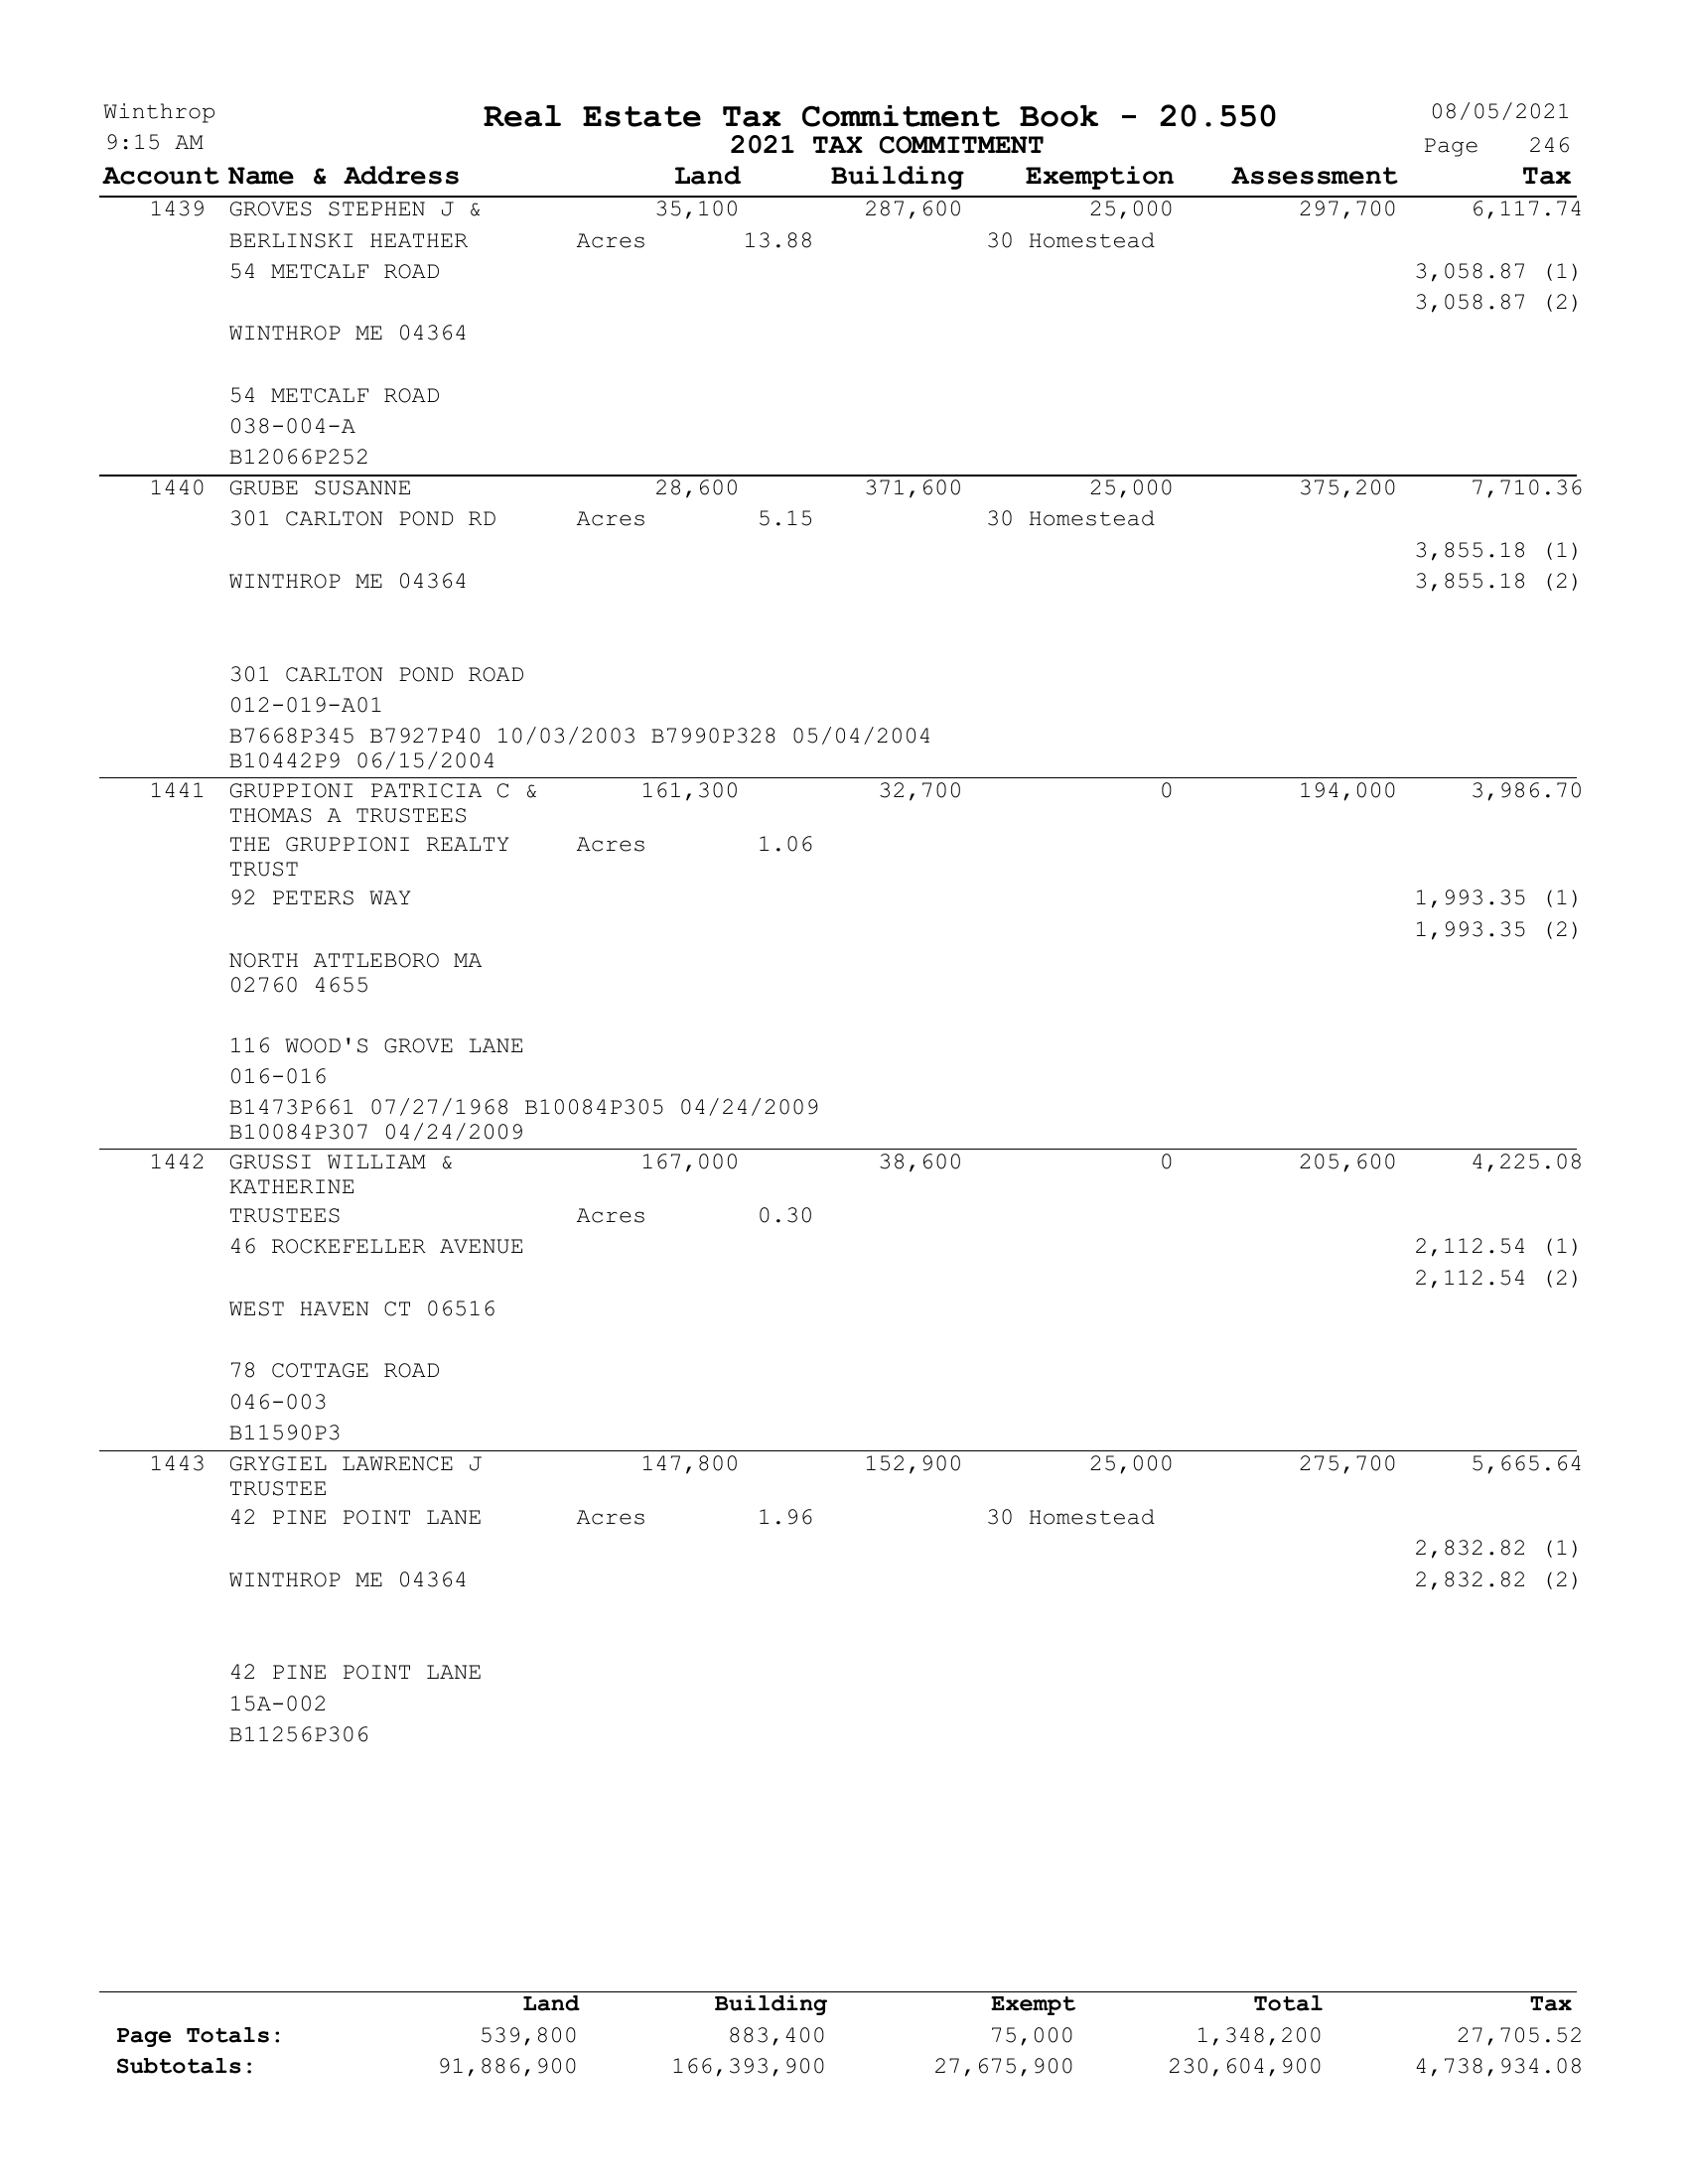 Winthrop Real Estate Tax Commitment Book - 20.550 08/05/2021
9:15 AM 2021 TAX COMMITMENT Page 246
Account Name & Address Land Building Exemption Assessment Tax
1439 GROVES STEPHEN J & 35,100 287,600 25,000 297,700 6,117.74
BERLINSKI HEATHER Acres 13.88 30 Homestead
54 METCALF ROAD 3,058.87 (1)
3,058.87 (2)
WINTHROP ME 04364
54 METCALF ROAD
038-004-A
B12066P252
1440 GRUBE SUSANNE 28,600 371,600 25,000 375,200 7,710.36
301 CARLTON POND RD Acres 5.15 30 Homestead
3,855.18 (1)
WINTHROP ME 04364 3,855.18 (2)
301 CARLTON POND ROAD
012-019-A01
B7668P345 B7927P40 10/03/2003 B7990P328 05/04/2004
B10442P9 06/15/2004
1441 GRUPPIONI PATRICIA C & 161,300 32,700 0 194,000 3,986.70
THOMAS A TRUSTEES
THE GRUPPIONI REALTY Acres 1.06
TRUST
92 PETERS WAY 1,993.35 (1)
1,993.35 (2)
NORTH ATTLEBORO MA
02760 4655
116 WOOD'S GROVE LANE
016-016
B1473P661 07/27/1968 B10084P305 04/24/2009
B10084P307 04/24/2009
1442 GRUSSI WILLIAM & 167,000 38,600 0 205,600 4,225.08
KATHERINE
TRUSTEES Acres 0.30
46 ROCKEFELLER AVENUE 2,112.54 (1)
2,112.54 (2)
WEST HAVEN CT 06516
78 COTTAGE ROAD
046-003
B11590P3
1443 GRYGIEL LAWRENCE J 147,800 152,900 25,000 275,700 5,665.64
TRUSTEE
42 PINE POINT LANE Acres 1.96 30 Homestead
2,832.82 (1)
WINTHROP ME 04364 2,832.82 (2)
42 PINE POINT LANE
15A-002
B11256P306
Land Building Exempt Total Tax
Page Totals: 539,800 883,400 75,000 1,348,200 27,705.52
Subtotals: 91,886,900 166,393,900 27,675,900 230,604,900 4,738,934.08